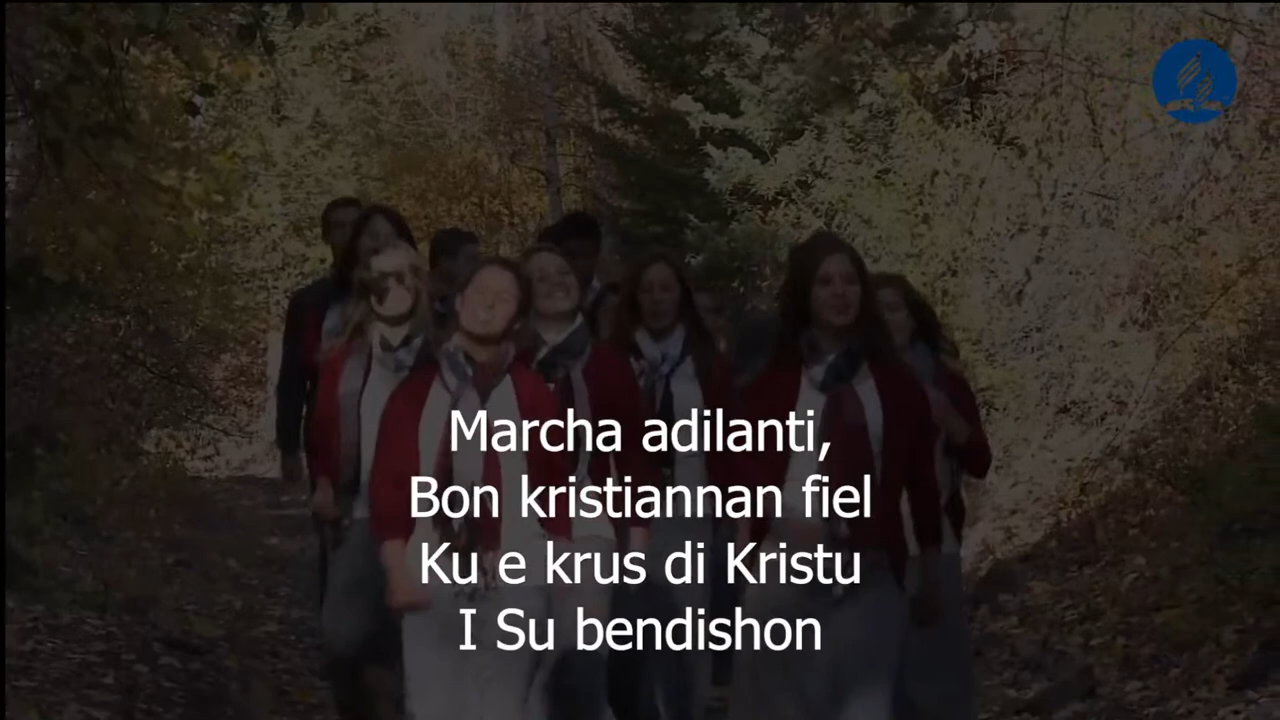 Marcha adilanti,
Bon kristiannan fiel
Ku e krus di Kristu
I Su bendishon